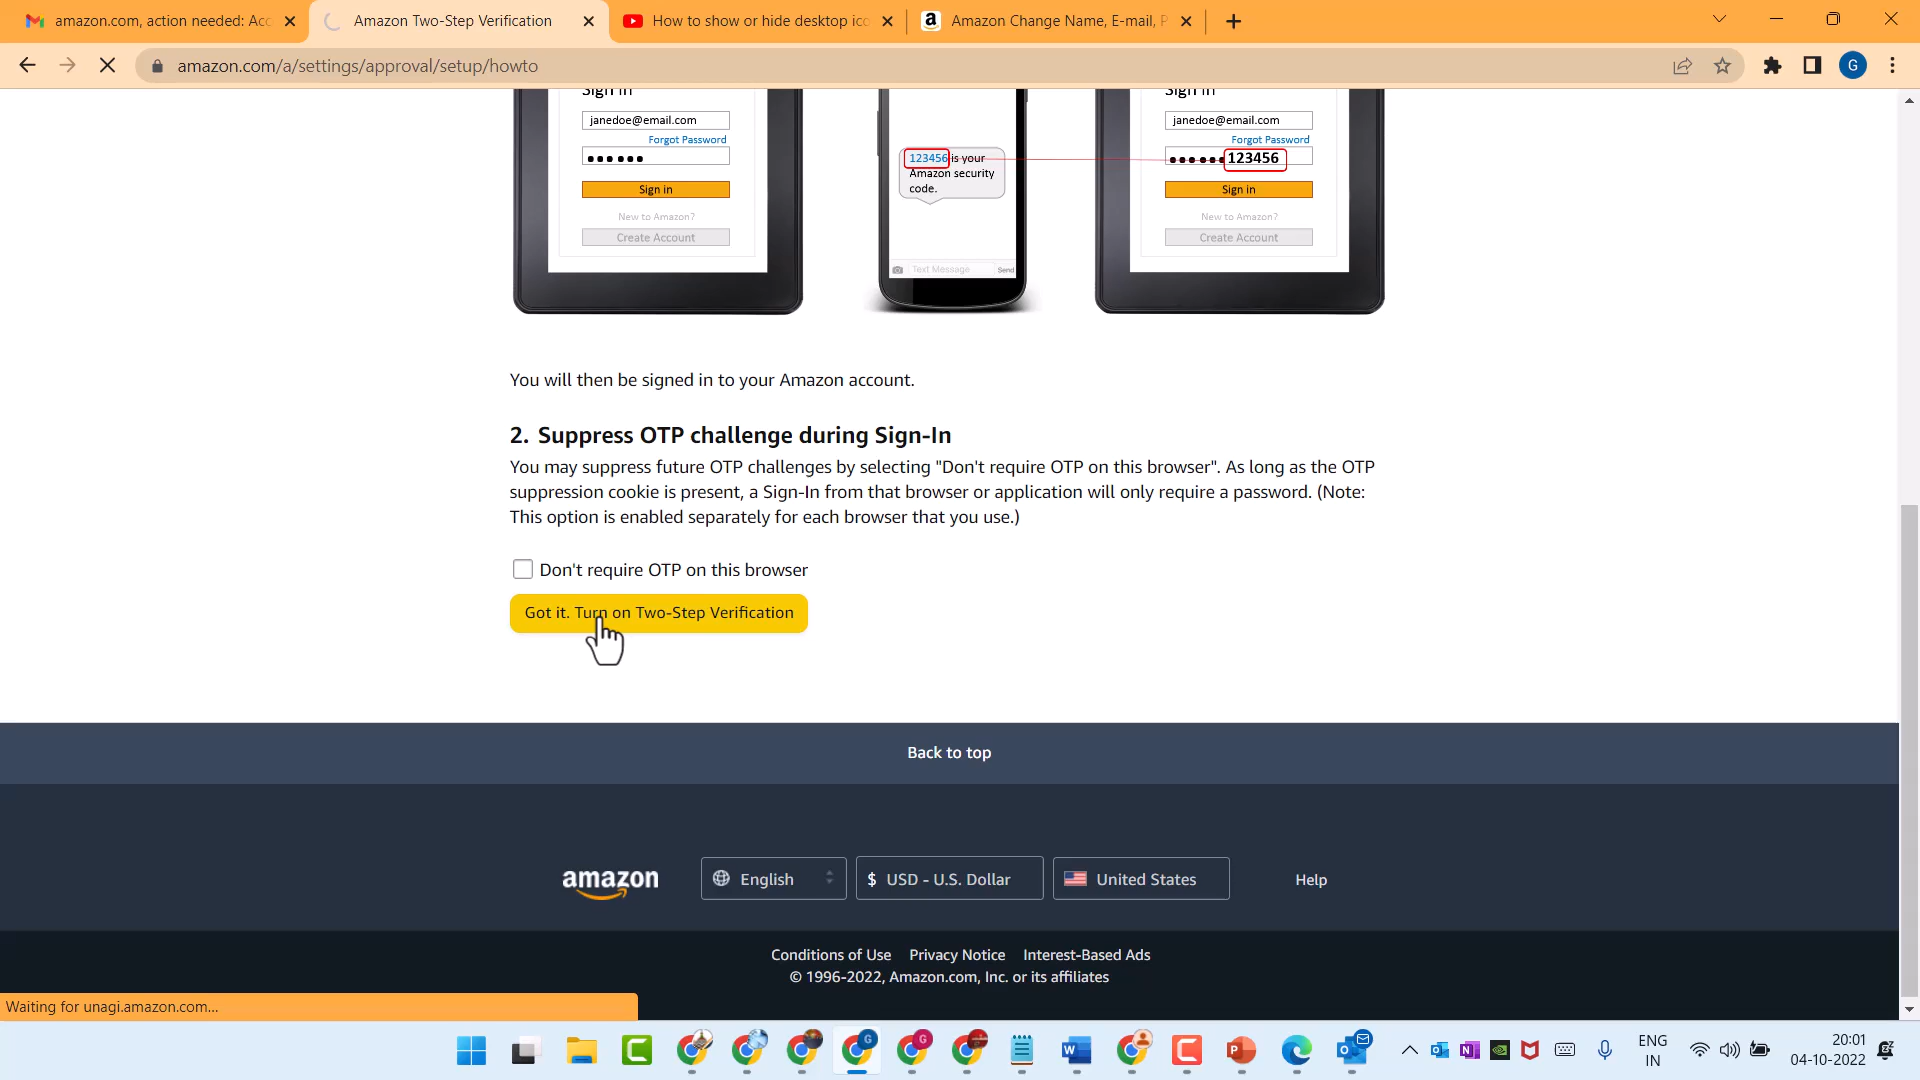 amazon.com, action needed: Acc
Amazon Two-Step Verification
How to show or hide desktop ico
Amazon Change Name, E-mail, P
amazon.com/a/settings/approval/setup/howto
G
Sign in
janedoe@email.com
Forgot Password
Sign in
New to Amazon?
Create Account
123456 is your
Amazon security
code.
Text Message
Send
Sign in
janedoe@email.com
Forgot Password
123456
Sign in
New to Amazon?
Create Account
You will then be signed in to your Amazon account.
2. Suppress OTP challenge during Sign-In
You may suppress future OTP challenges by selecting "Don't require OTP on this browser". As long as the OTP
suppression cookie is present, a Sign-In from that browser or application will only require a password. (Note:
This option is enabled separately for each browser that you use.)
Don't require OTP on this browser
Got it. Turn on Two-Step Verification
Back to top
amazon
English
$ USD - U.S. Dollar
United States
Help
Conditions of Use Privacy Notice Interest-Based Ads
© 1996-2022, Amazon.com, Inc. or its affiliates
Waiting for unagi.amazon.com...
ENG
IN
20:01
04-10-2022